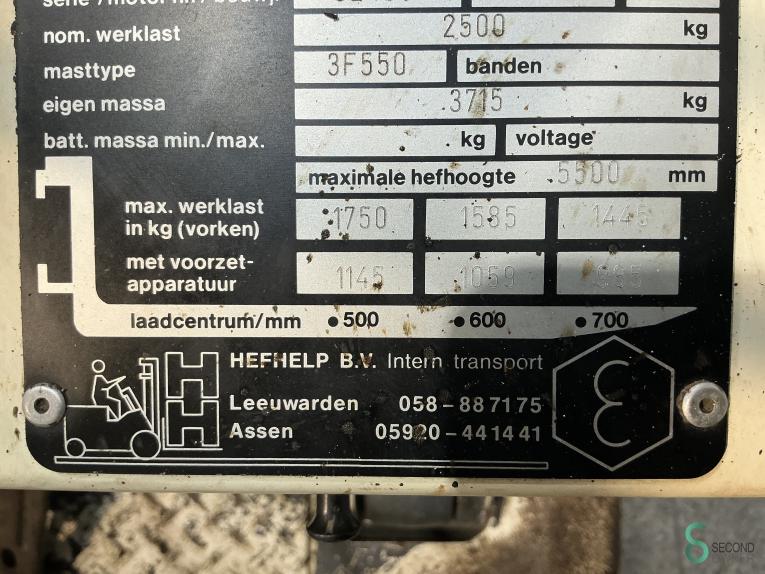 nom. werklast 2500 kg
masttype 3F550 banden
eigen massa 3715 kg
batt. massa min./max. kg voltage
maximale hefhoogte 5500 mm
max. werklast
in kg (vorken) 1750 1585 1445
met voorzet-
apparatuur 1145 1059
laadcentrum/mm •500 •600 •700
HEFHELP B.V. Intern transport
Leeuwarden 058-887175
Assen 05920-441441
SECOND